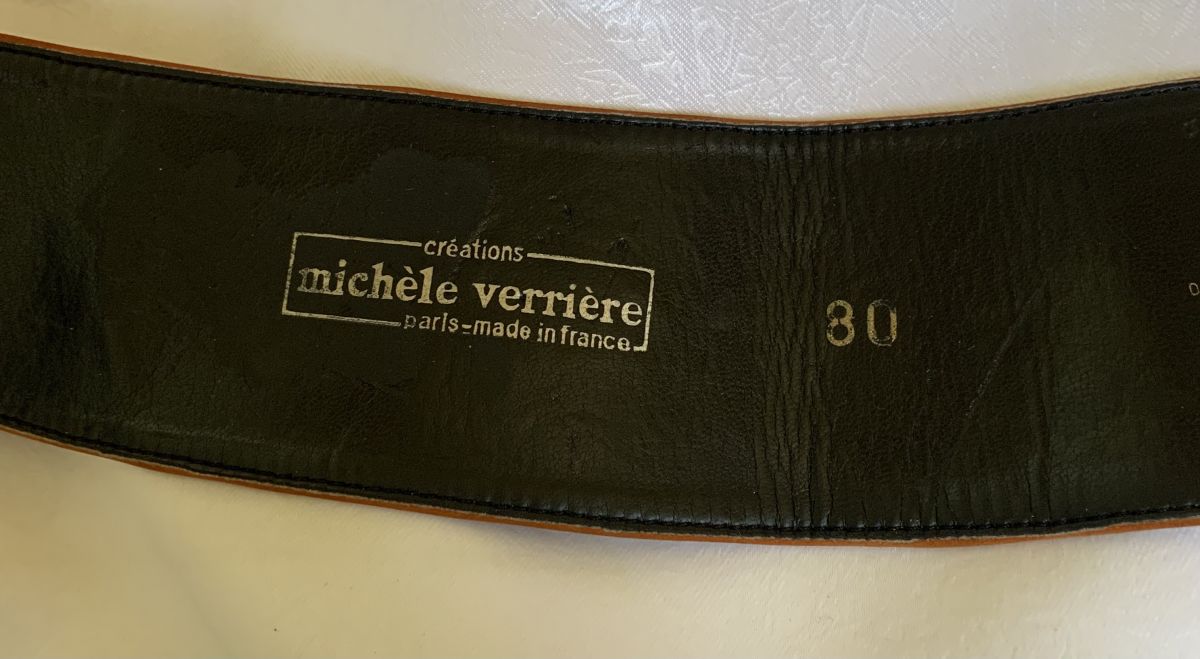 créations
michèle verrière
paris-made in france
80